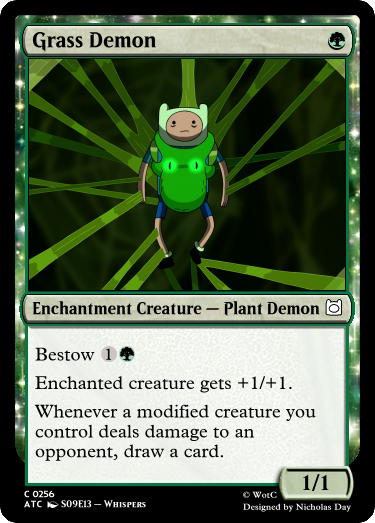 Grass Demon
Enchantment Creature — Plant Demon
Bestow 1
Enchanted creature gets +1/+1.
Whenever a modified creature you
control deals damage to an
opponent, draw a card.
1/1
C 0256
ATC S09E13 – Whispers
© WotC
Designed by Nicholas Day